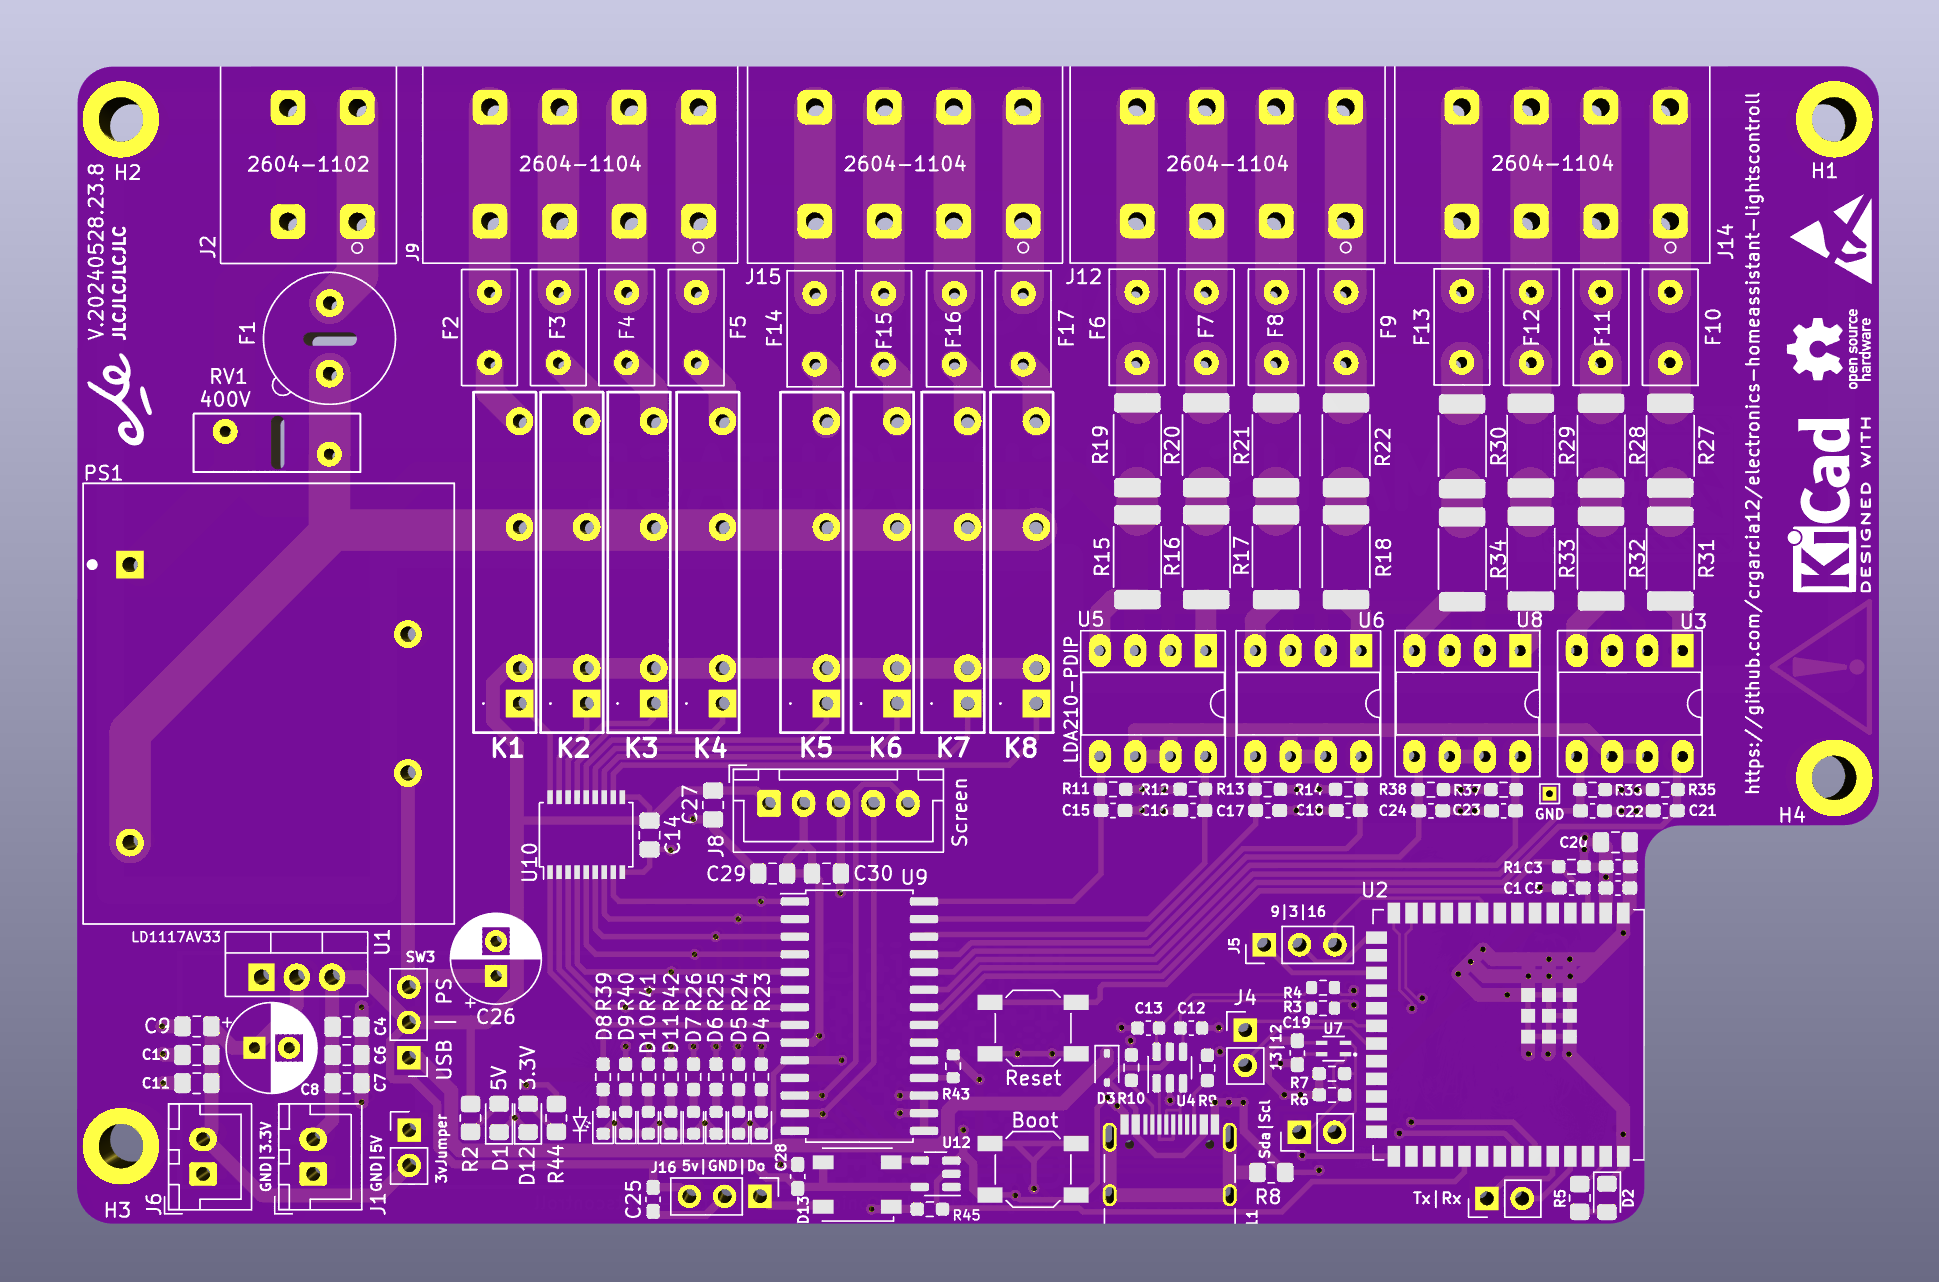 2604-1102
2604-1104
2604-1104
2604-1104
2604-1104
H2
H1
J2
J9
J15
J12
J14
V.20240528.23.8
JLCJLCJLCJLC
F1
F2
F3
F4
F5
F14
F15
F16
F17
F6
F7
F8
F9
F13
F12
F11
F10
open source
hardware
RV1
400V
PS1
R19
R20
R21
R22
R30
R29
R28
R27
R15
R16
R17
R18
R34
R33
R32
R31
KiCad
DESIGNED WITH
https://github.com/crgarcia12/electronics-homeassistant-lightscontroll
U5
U6
U8
U3
LDA210-PDIP
K1
K2
K3
K4
K5
K6
K7
K8
R11
R12
R13
R14
R38
R37
R36
R35
C15
C16
C17
C18
C24
C23
GND
C22
C21
H4
C27
C14
J8
Screen
U10
C29
C30
U9
C20
R1
C3
C1
C5
U2
LD1117AV33
U1
SW3
USB | PS
C26
9|3|16
J5
C9
C10
C11
C4
C6
C7
C8
D8
R39
D9
R40
D10
R41
D11
R42
D7
R26
D6
R25
D5
R24
D4
R23
R43
Reset
Boot
C13
C12
J4
13|12
R4
R3
C19
U7
R7
R6
D3
R10
U4
R9
Sda|Scl
R8
H3
J6
GND|3.3V
J1
GND|5V
3vJumper
R2
D1
5V
D12
3.3V
R44
C25
J16
5v|GND|Do
C28
D13
U12
R45
Tx|Rx
R5
D2